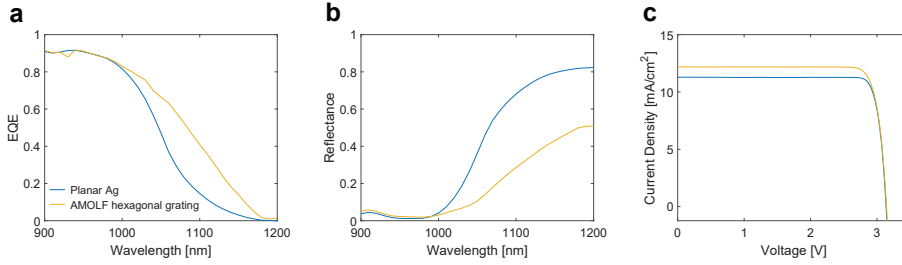 a
1
0.8
0.6
0.4
0.2
0
EQE
Planar Ag
AMOLF hexagonal grating
900
1000
1100
1200
Wavelength [nm]
b
1
0.8
0.6
0.4
0.2
0
Reflectance
900
1000
1100
1200
Wavelength [nm]
c
15
10
5
0
Current Density [mA/cm²]
0
1
2
3
Voltage [V]